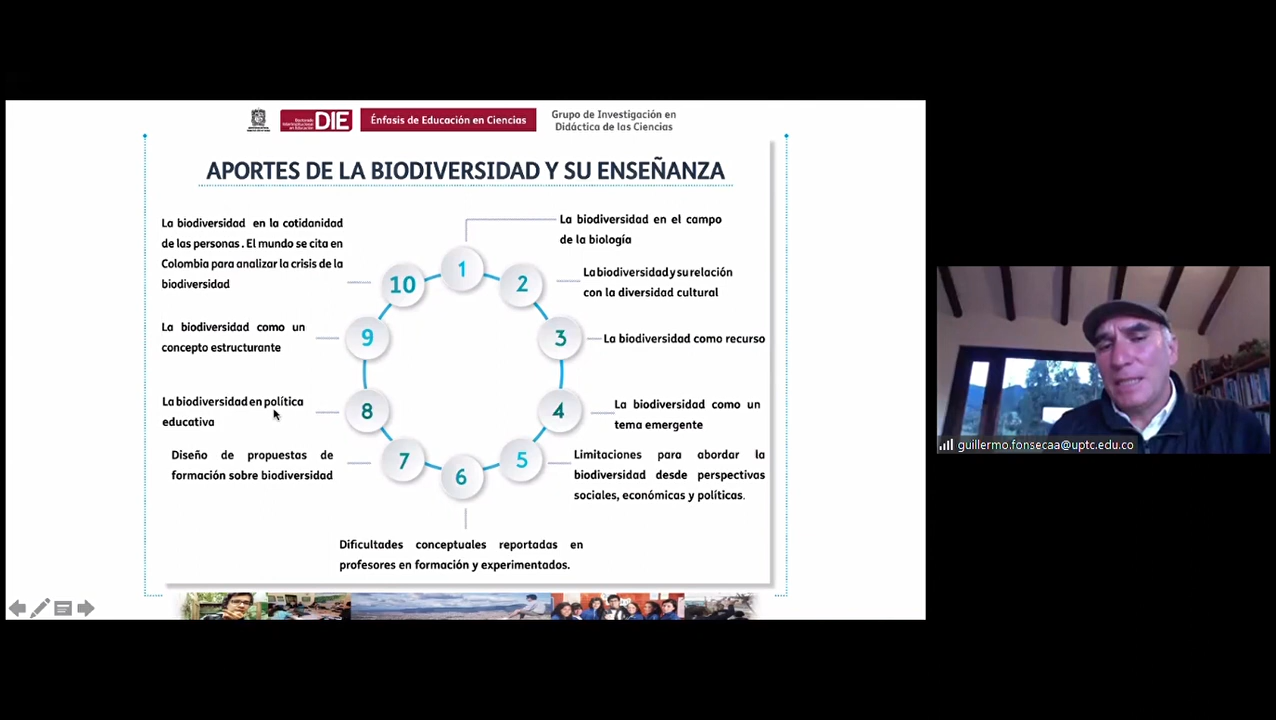 DIE
Énfasis de Educación en Ciencias
Grupo de Investigación en
Didáctica de las Ciencias
APORTES DE LA BIODIVERSIDAD Y SU ENSEÑANZA
1
La biodiversidad en el campo
de la biología
2
La biodiversidad y su relación
con la diversidad cultural
3
La biodiversidad como recurso
4
La biodiversidad como un
tema emergente
5
Limitaciones para abordar la
biodiversidad desde perspectivas
sociales, económicas y políticas.
6
Dificultades conceptuales reportadas en
profesores en formación y experimentados.
7
Diseño de propuestas de
formación sobre biodiversidad
8
La biodiversidad en política
educativa
9
La biodiversidad como un
concepto estructurante
10
La biodiversidad en la cotidanidad
de las personas . El mundo se cita en
Colombia para analizar la crisis de la
biodiversidad
guillermo.fonsecaa@uptc.edu.co